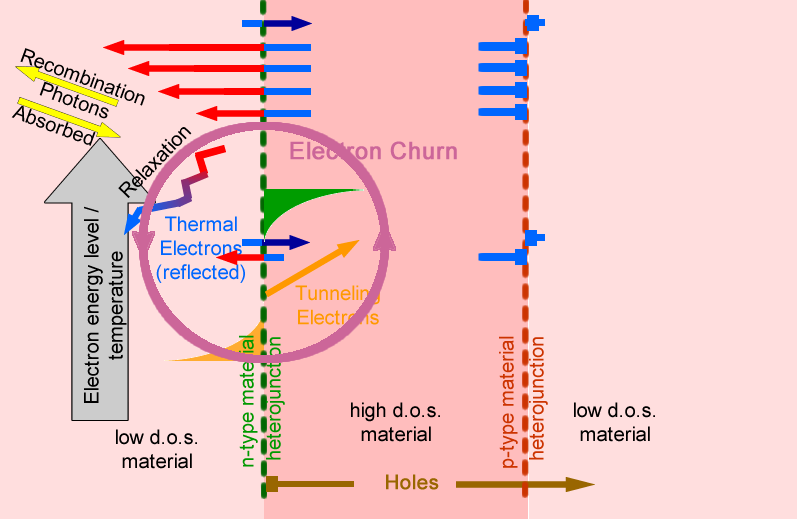 Recombination
Photons
Absorbed
Relaxation
Electron Churn
Thermal
Electrons
(reflected)
Tunneling
Electrons
Electron energy level /
temperature
n-type material
heterojunction
p-type material
heterojunction
low d.o.s.
material
high d.o.s.
material
low d.o.s.
material
Holes